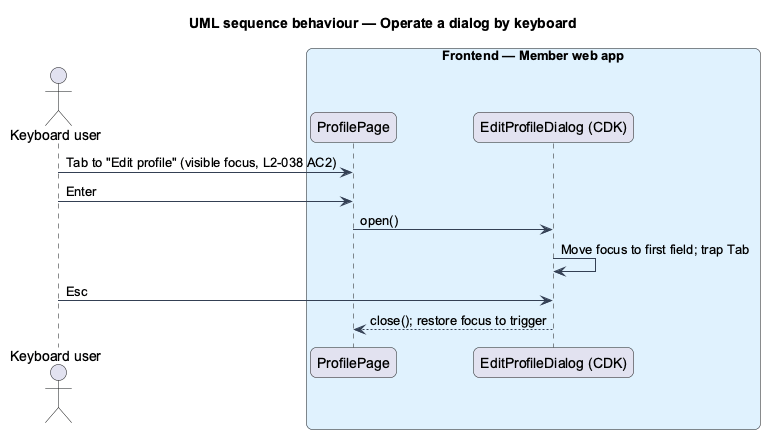 UML sequence behaviour — Operate a dialog by keyboard
Frontend — Member web app
Keyboard user
ProfilePage
EditProfileDialog (CDK)
Tab to "Edit profile" (visible focus, L2-038 AC2)
Enter
open()
Move focus to first field; trap Tab
Esc
close(); restore focus to trigger
Keyboard user
ProfilePage
EditProfileDialog (CDK)